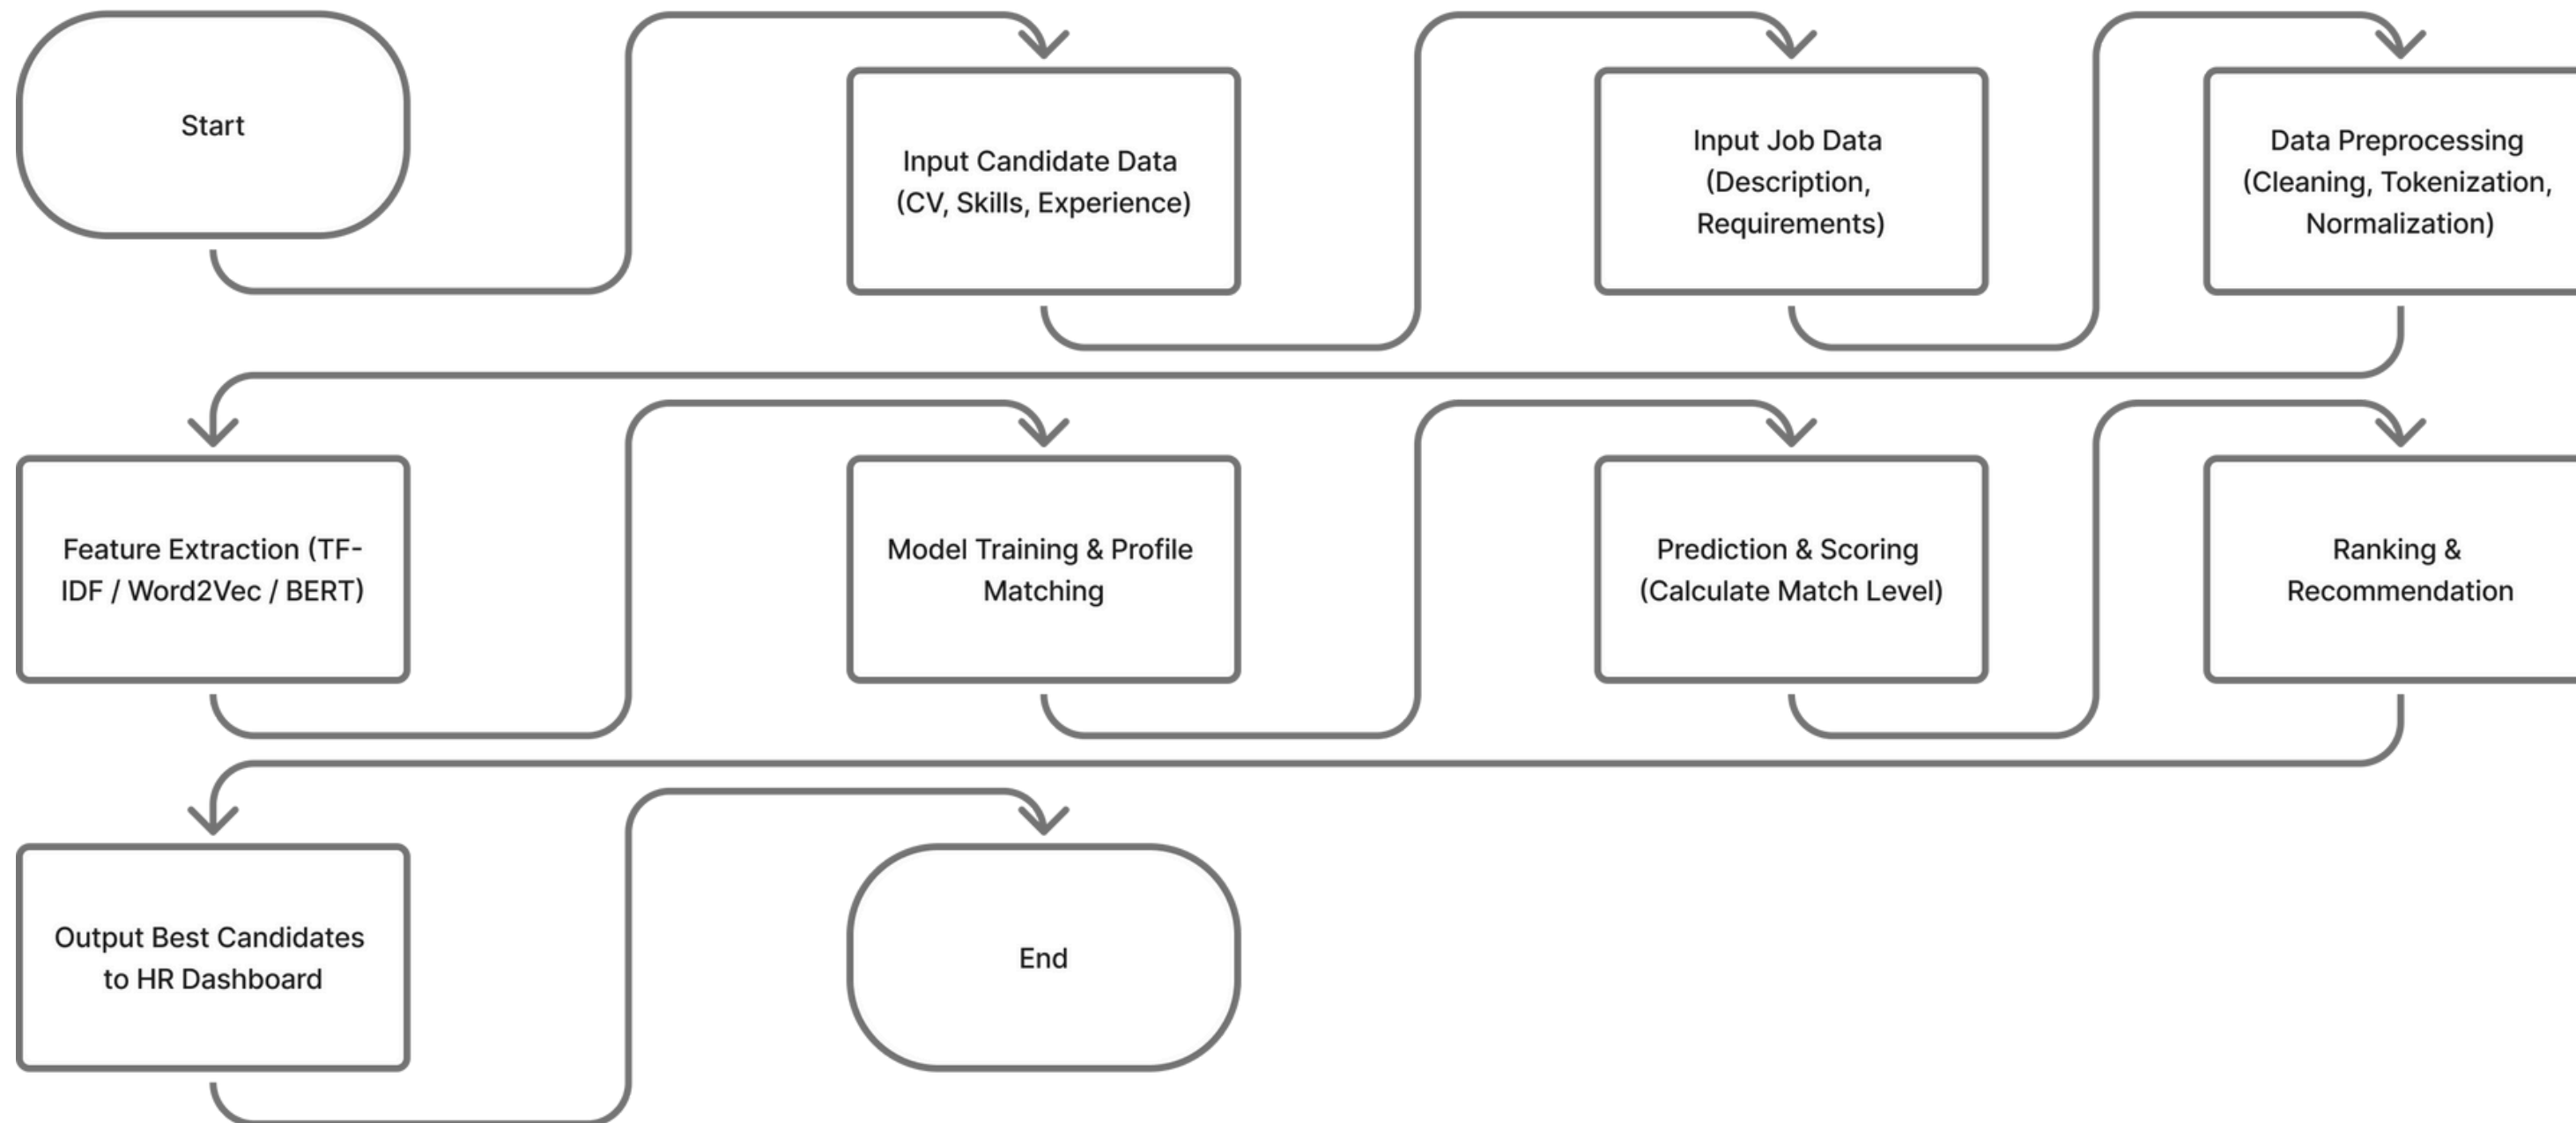 Start
Input Candidate Data
(CV, Skills, Experience)
Input Job Data
(Description,
Requirements)
Data Preprocessing
(Cleaning, Tokenization,
Normalization)
Feature Extraction (TF-
IDF / Word2Vec / BERT)
Model Training & Profile
Matching
Prediction & Scoring
(Calculate Match Level)
Ranking &
Recommendation
Output Best Candidates
to HR Dashboard
End